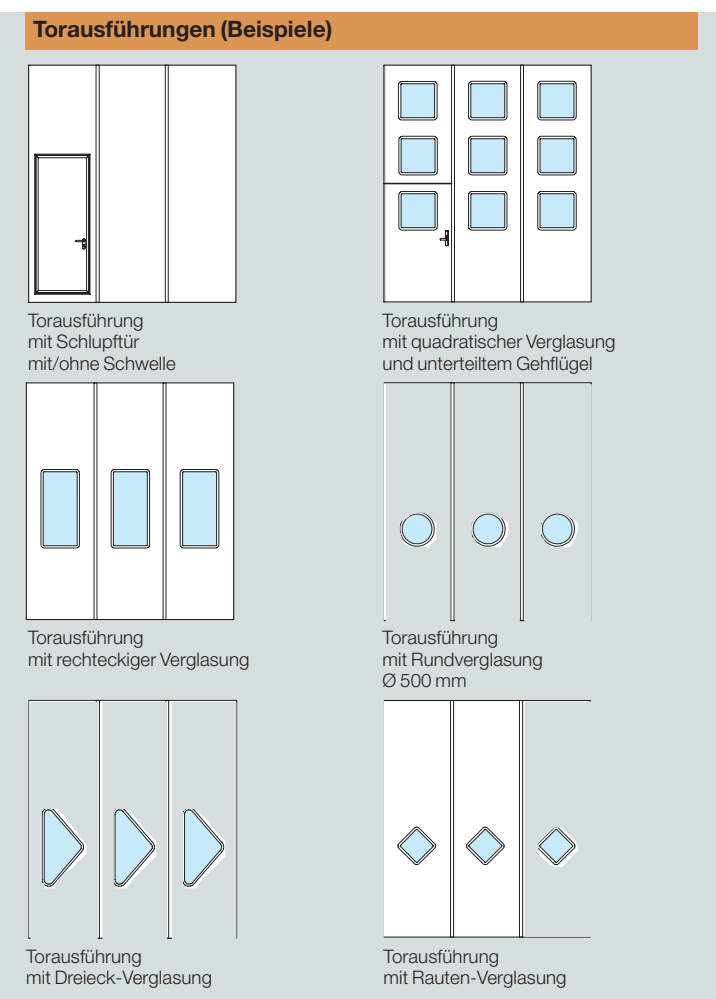 Torausführungen (Beispiele)
Torausführung
mit Schlupftür
mit/ohne Schwelle
Torausführung
mit quadratischer Verglasung
und unterteiltem Gehflügel
Torausführung
mit rechteckiger Verglasung
Torausführung
mit Rundverglasung
Ø 500 mm
Torausführung
mit Dreieck-Verglasung
Torausführung
mit Rauten-Verglasung